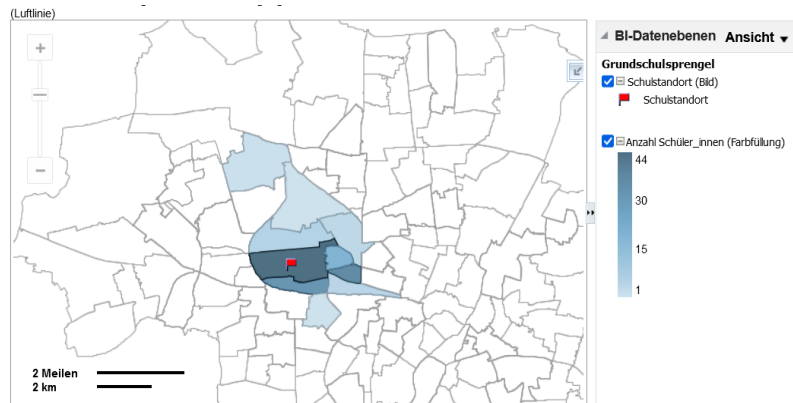 (Luftlinie)
BI-Datenebenen Ansicht
Grundschulsprengel
Schulstandort (Bild)
Schulstandort
Anzahl Schüler_innen (Farbfüllung)
44
30
15
1
2 Meilen
2 km